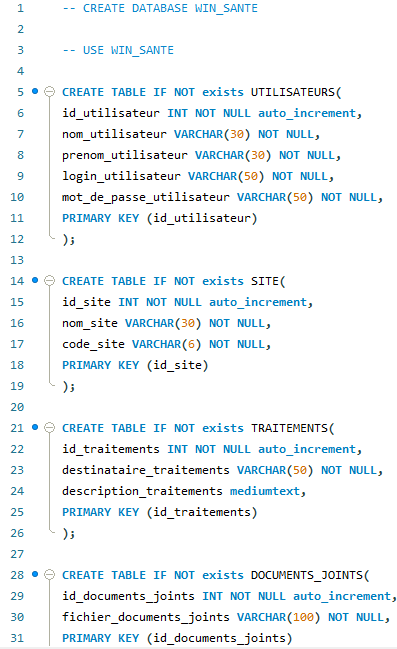 1 -- CREATE DATABASE WIN_SANTE
2
3 -- USE WIN_SANTE
4
5 CREATE TABLE IF NOT exists UTILISATEURS(
6 id_utilisateur INT NOT NULL auto_increment,
7 nom_utilisateur VARCHAR(30) NOT NULL,
8 prenom_utilisateur VARCHAR(30) NOT NULL,
9 login_utilisateur VARCHAR(50) NOT NULL,
10 mot_de_passe_utilisateur VARCHAR(50) NOT NULL,
11 PRIMARY KEY (id_utilisateur)
12 );
13
14 CREATE TABLE IF NOT exists SITE(
15 id_site INT NOT NULL auto_increment,
16 nom_site VARCHAR(30) NOT NULL,
17 code_site VARCHAR(6) NOT NULL,
18 PRIMARY KEY (id_site)
19 );
20
21 CREATE TABLE IF NOT exists TRAITEMENTS(
22 id_traitements INT NOT NULL auto_increment,
23 destinataire_traitements VARCHAR(50) NOT NULL,
24 description_traitements mediumtext,
25 PRIMARY KEY (id_traitements)
26 );
27
28 CREATE TABLE IF NOT exists DOCUMENTS_JOINTS(
29 id_documents_joints INT NOT NULL auto_increment,
30 fichier_documents_joints VARCHAR(100) NOT NULL,
31 PRIMARY KEY (id_documents_joints)